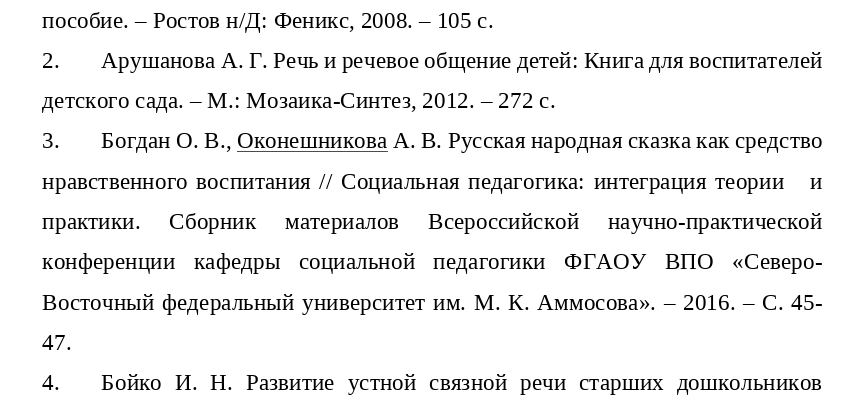 пособие. – Ростов н/Д: Феникс, 2008. – 105 с.
2. Арушанова А. Г. Речь и речевое общение детей: Книга для воспитателей
детского сада. – М.: Мозаика-Синтез, 2012. – 272 с.
3. Богдан О. В., Оконешникова А. В. Русская народная сказка как средство
нравственного воспитания // Социальная педагогика: интеграция теории и
практики. Сборник материалов Всероссийской научно-практической
конференции кафедры социальной педагогики ФГАОУ ВПО «Северо-
Восточный федеральный университет им. М. К. Аммосова». – 2016. – С. 45-
47.
4. Бойко И. Н. Развитие устной связной речи старших дошкольников